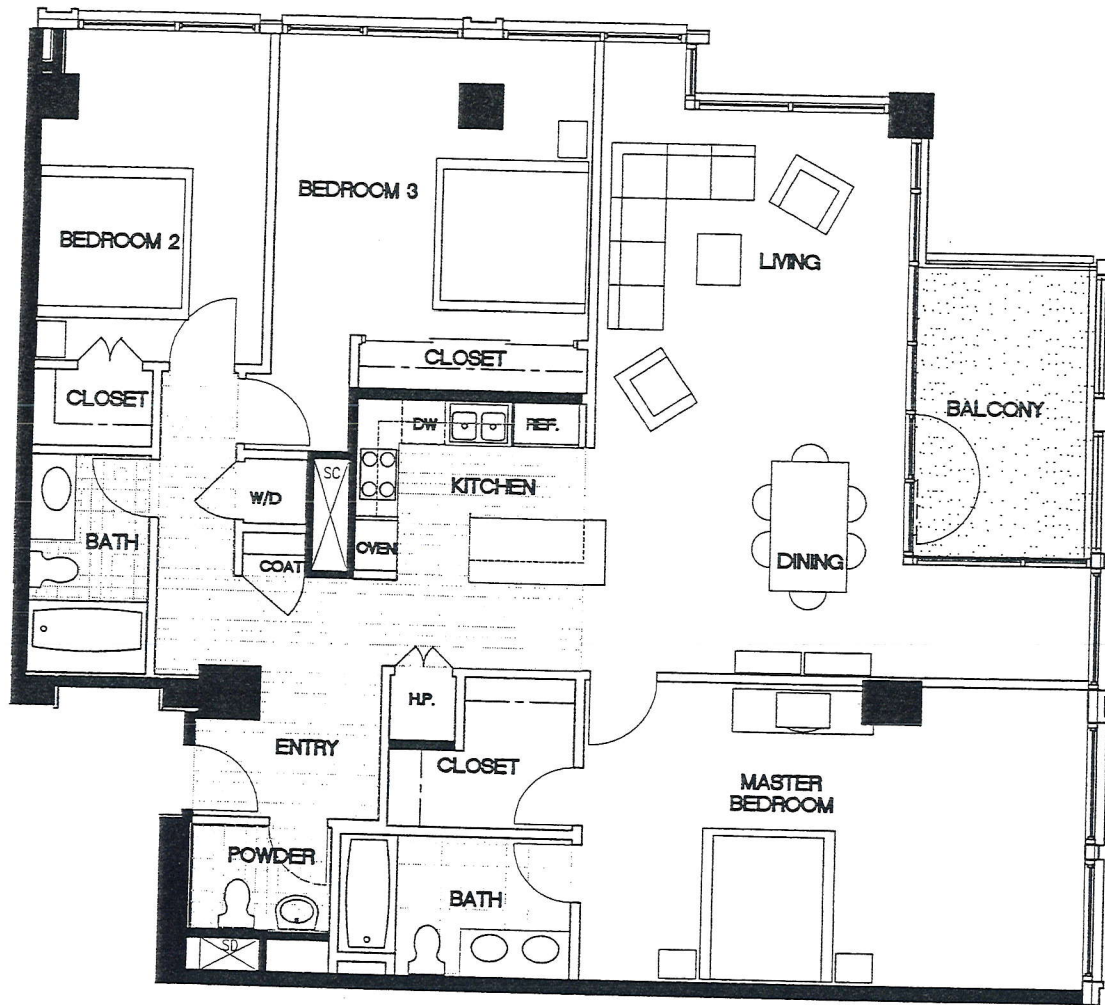 BEDROOM 3
BEDROOM 2
LIVING
CLOSET
CLOSET
BALCONY
DW
REF.
SC
W/D
KITCHEN
BATH
OVEN
COAT
DINING
H.P.
ENTRY
CLOSET
MASTER
BEDROOM
POWDER
BATH
SD